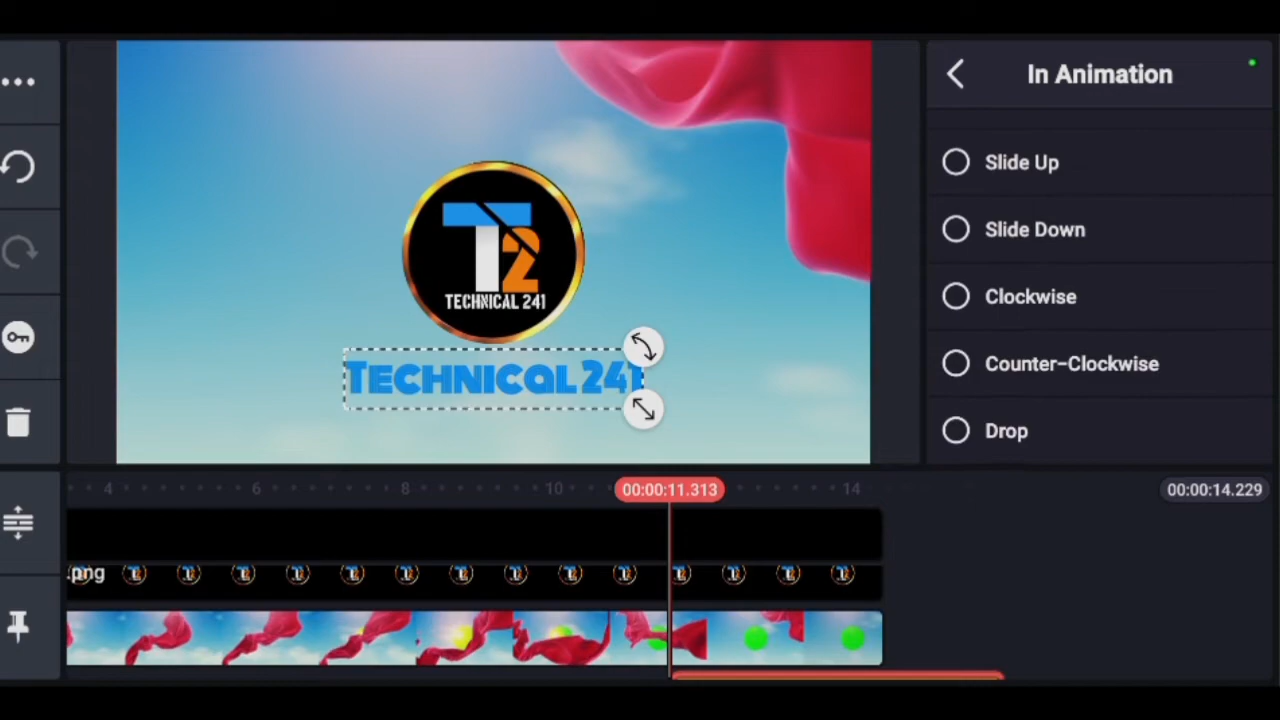 In Animation
Slide Up
Slide Down
Clockwise
Counter-Clockwise
Drop
T2
TECHNICAL 241
TECHNICAL 241
4
6
8
10
00:00:11.313
14
00:00:14.229
.png